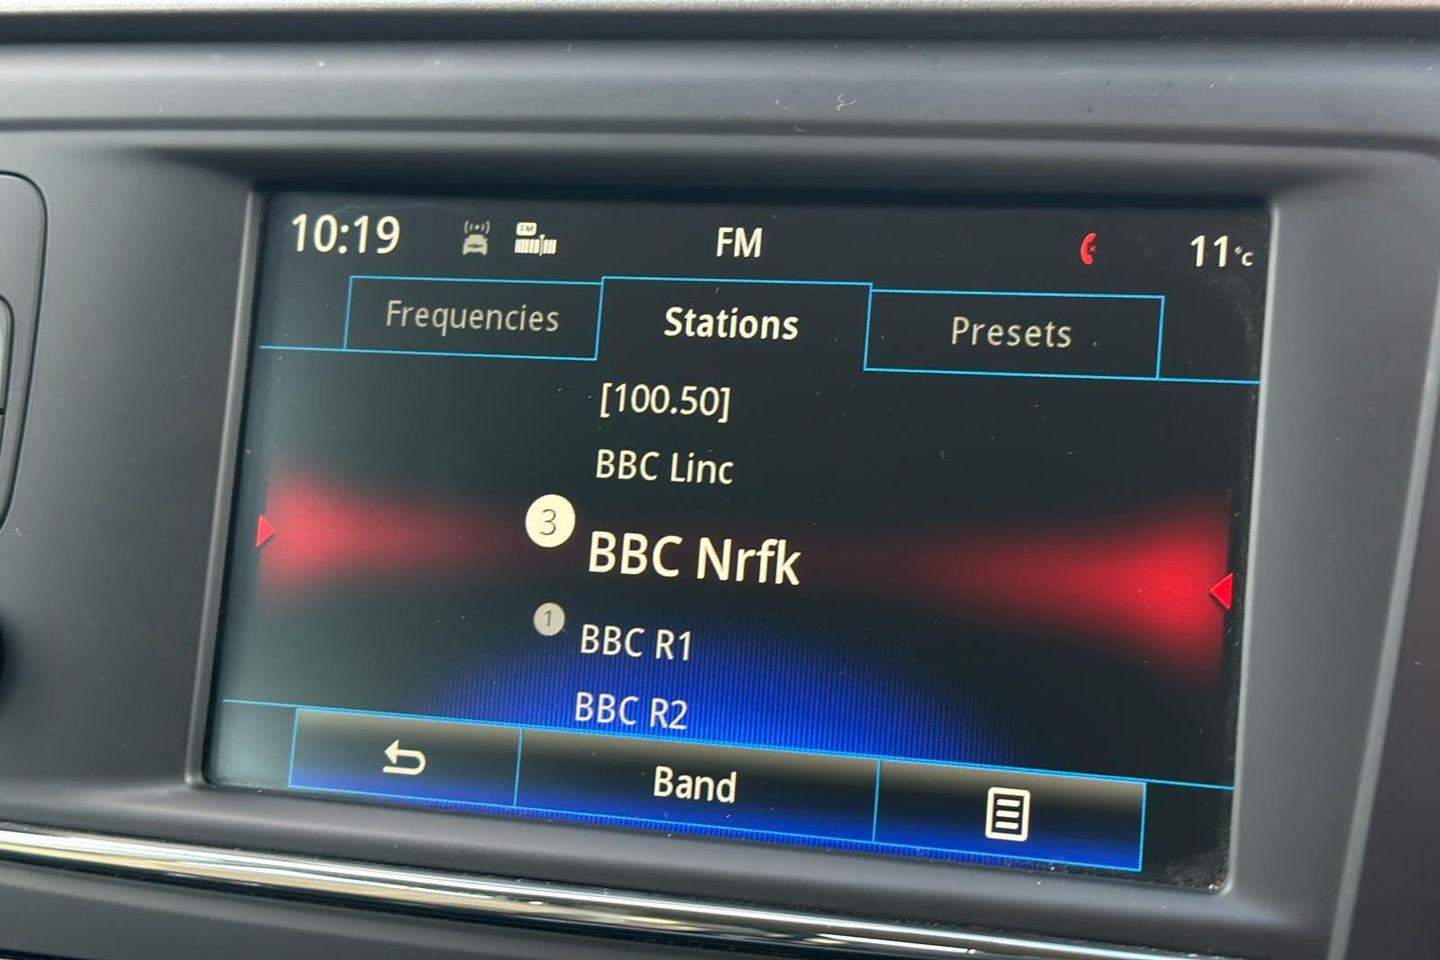 10:19 FM FM 11°C
Frequencies Stations Presets
[100.50]
BBC Linc
3 BBC Nrfk
1 BBC R1
BBC R2
Band